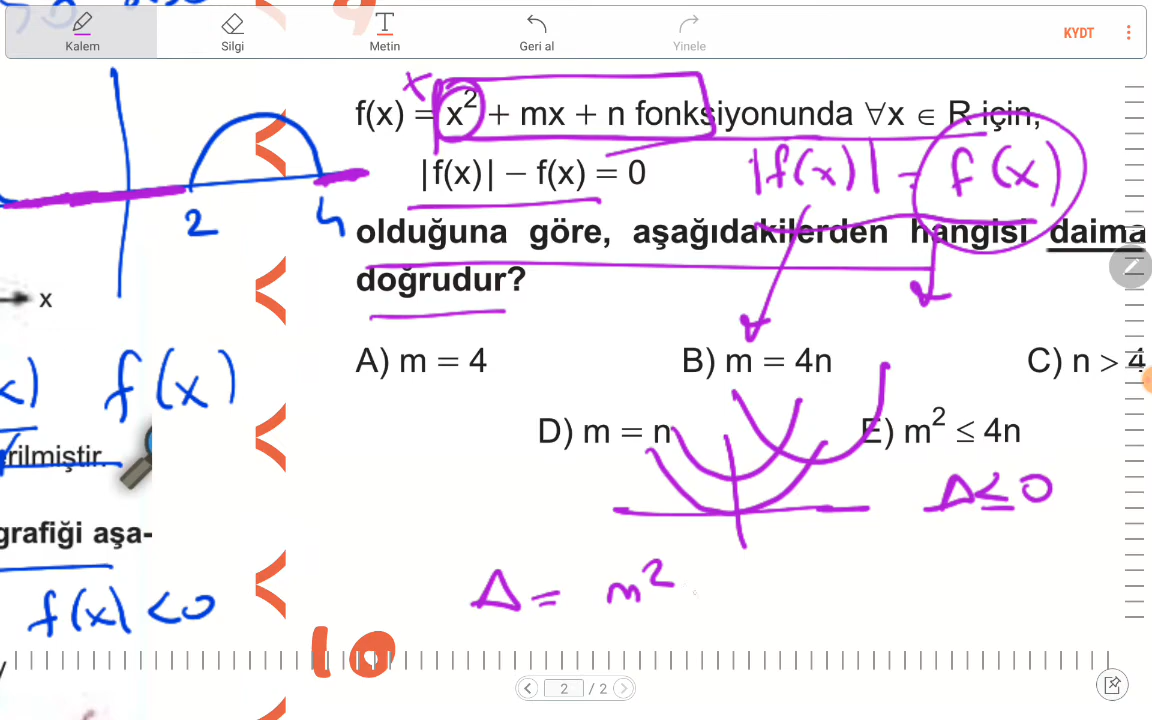 Kalem Silgi Metin Geri al Yinele KYDT
9
f(x) = x² + mx + n fonksiyonunda ∀x ∈ R için,
|f(x)| − f(x) = 0
|f(x)| = f(x)
2 4
olduğuna göre, aşağıdakilerden hangisi daima
doğrudur?
x
A) m = 4 B) m = 4n C) n > 4
f(x)
D) m = n E) m² ≤ 4n
rilmiştir.
Δ ≤ 0
grafiği aşa-
f(x) < 0
Δ = m²
10
2 / 2